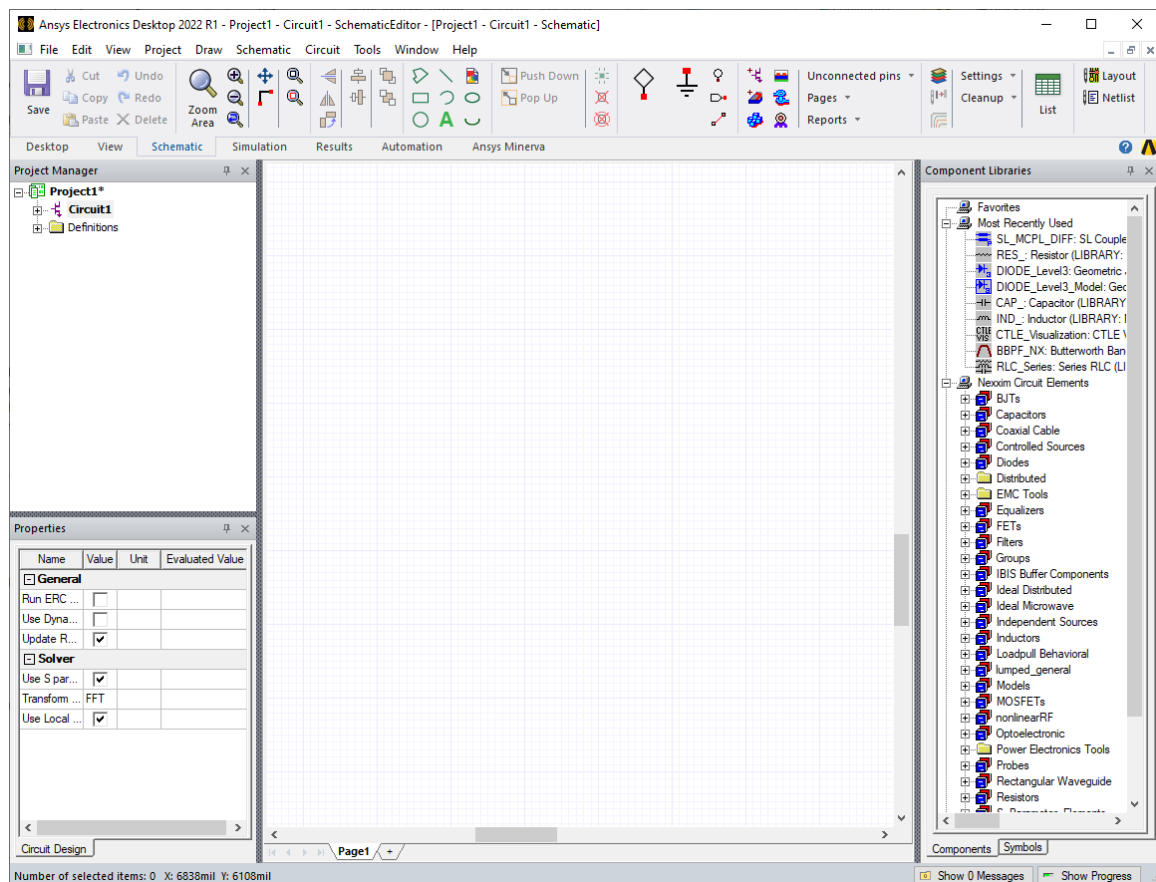 Ansys Electronics Desktop 2022 R1 - Project1 - Circuit1 - SchematicEditor - [Project1 - Circuit1 - Schematic]
File Edit View Project Draw Schematic Circuit Tools Window Help
Save
Cut Undo
Copy Redo
Paste Delete
Zoom
Area
Push Down
Pop Up
Unconnected pins
Pages
Reports
Settings
Cleanup
List
Layout
Netlist
Desktop View Schematic Simulation Results Automation Ansys Minerva
Project Manager
Project1*
Circuit1
Definitions
Properties
Name Value Unit Evaluated Value
General
Run ERC ...
Use Dyna...
Update R...
Solver
Use S par...
Transform ... FFT
Use Local ...
Circuit Design
Page1 +
Component Libraries
Favorites
Most Recently Used
SL_MCPL_DIFF: SL Couple
RES_: Resistor (LIBRARY:
DIODE_Level3: Geometric
DIODE_Level3_Model: Geo
CAP_: Capacitor (LIBRARY
IND_: Inductor (LIBRARY:
CTLE_Visualization: CTLE
BBPF_NX: Butterworth Ban
RLC_Series: Series RLC (LI
Nexxim Circuit Elements
BJTs
Capacitors
Coaxial Cable
Controlled Sources
Diodes
Distributed
EMC Tools
Equalizers
FETs
Filters
Groups
IBIS Buffer Components
Ideal Distributed
Ideal Microwave
Independent Sources
Inductors
Loadpull Behavioral
lumped_general
Models
MOSFETs
nonlinearRF
Optoelectronic
Power Electronics Tools
Probes
Rectangular Waveguide
Resistors
Components Symbols
Number of selected items: 0 X: 6838mil Y: 6108mil
Show 0 Messages Show Progress